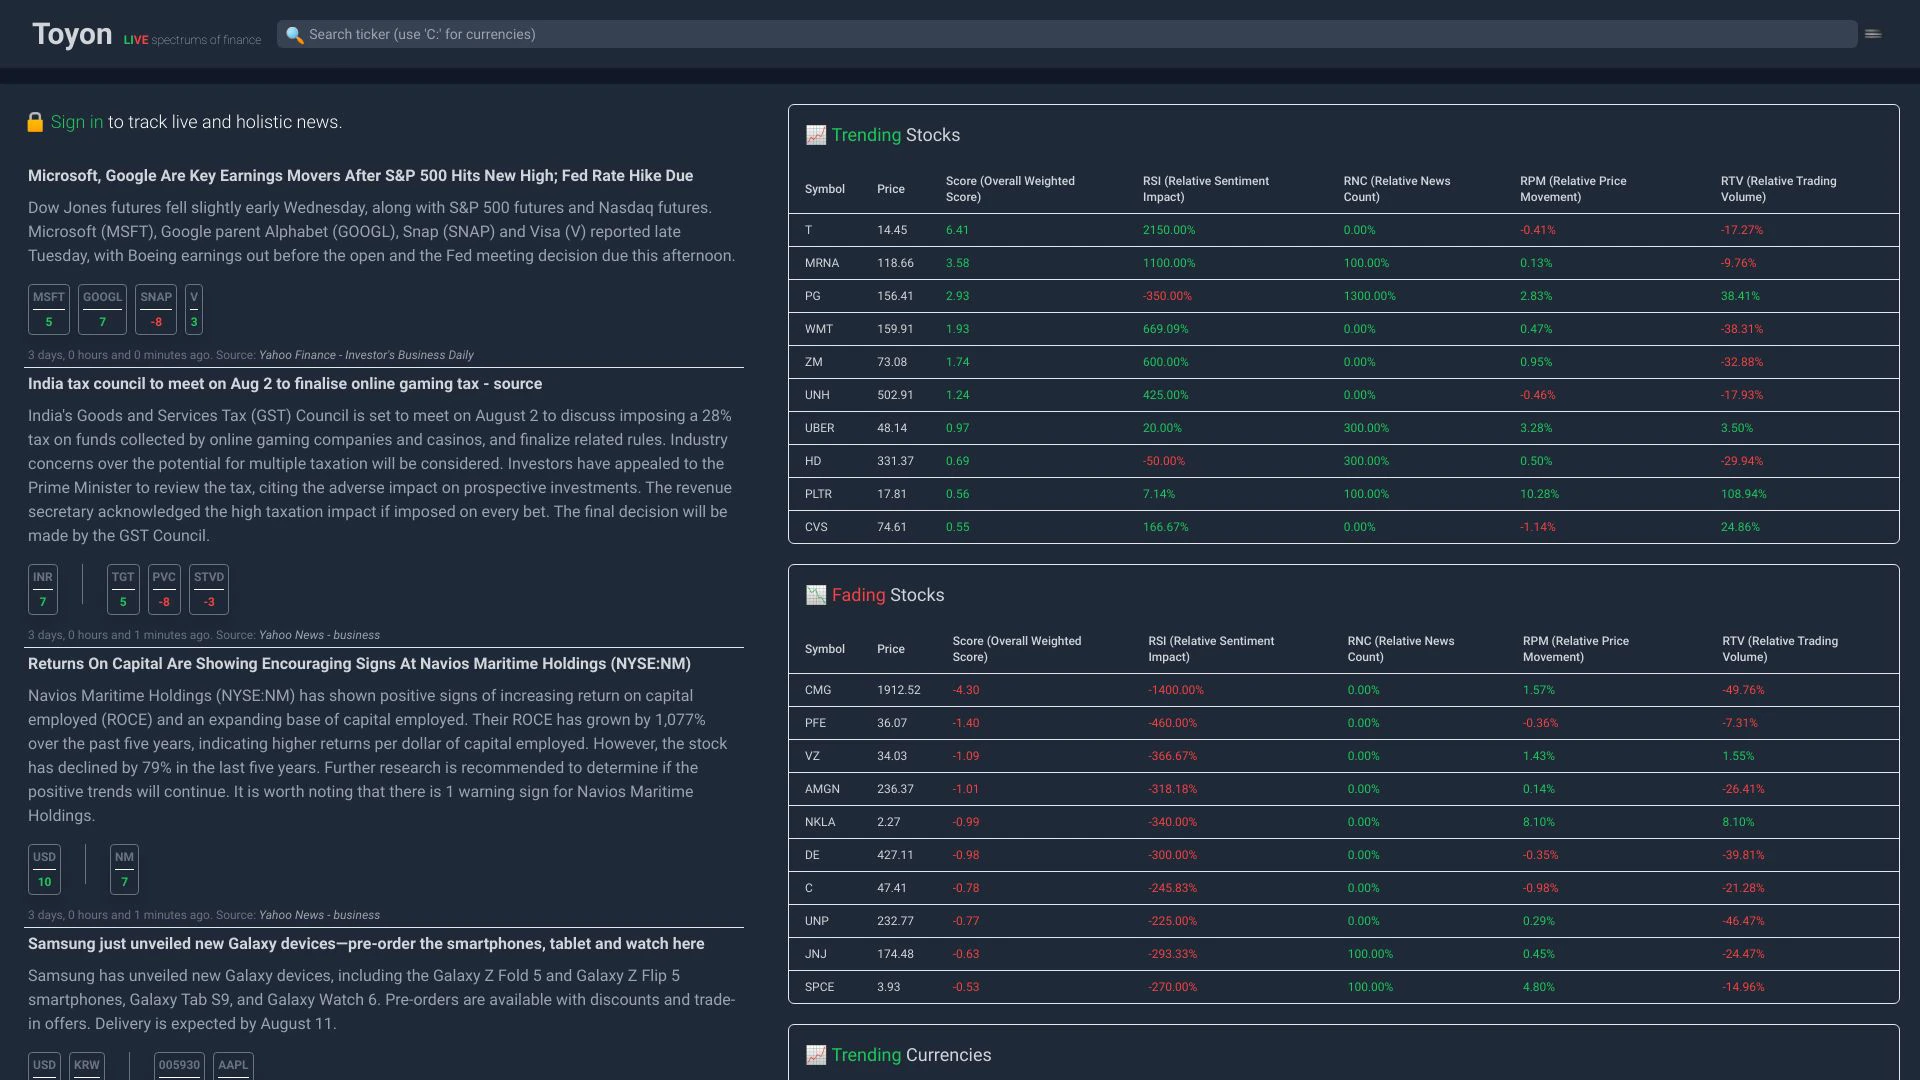 Toyon LIVE spectrums of finance
Search ticker (use 'C:' for currencies)
Sign in to track live and holistic news.
Microsoft, Google Are Key Earnings Movers After S&P 500 Hits New High; Fed Rate Hike Due
Dow Jones futures fell slightly early Wednesday, along with S&P 500 futures and Nasdaq futures.
Microsoft (MSFT), Google parent Alphabet (GOOGL), Snap (SNAP) and Visa (V) reported late
Tuesday, with Boeing earnings out before the open and the Fed meeting decision due this afternoon.
MSFT GOOGL SNAP V
5 7 -8 3
3 days, 0 hours and 0 minutes ago. Source: Yahoo Finance - Investor's Business Daily
India tax council to meet on Aug 2 to finalise online gaming tax - source
India's Goods and Services Tax (GST) Council is set to meet on August 2 to discuss imposing a 28%
tax on funds collected by online gaming companies and casinos, and finalize related rules. Industry
concerns over the potential for multiple taxation will be considered. Investors have appealed to the
Prime Minister to review the tax, citing the adverse impact on prospective investments. The revenue
secretary acknowledged the high taxation impact if imposed on every bet. The final decision will be
made by the GST Council.
INR TGT PVC STVD
7 5 -8 -3
3 days, 0 hours and 1 minutes ago. Source: Yahoo News - business
Returns On Capital Are Showing Encouraging Signs At Navios Maritime Holdings (NYSE:NM)
Navios Maritime Holdings (NYSE:NM) has shown positive signs of increasing return on capital
employed (ROCE) and an expanding base of capital employed. Their ROCE has grown by 1,077%
over the past five years, indicating higher returns per dollar of capital employed. However, the stock
has declined by 79% in the last five years. Further research is recommended to determine if the
positive trends will continue. It is worth noting that there is 1 warning sign for Navios Maritime
Holdings.
USD NM
10 7
3 days, 0 hours and 1 minutes ago. Source: Yahoo News - business
Samsung just unveiled new Galaxy devices—pre-order the smartphones, tablet and watch here
Samsung has unveiled new Galaxy devices, including the Galaxy Z Fold 5 and Galaxy Z Flip 5
smartphones, Galaxy Tab S9, and Galaxy Watch 6. Pre-orders are available with discounts and trade-
in offers. Delivery is expected by August 11.
USD KRW 005930 AAPL
Trending Stocks
Symbol Price Score (Overall Weighted Score) RSI (Relative Sentiment Impact) RNC (Relative News Count) RPM (Relative Price Movement) RTV (Relative Trading Volume)
T 14.45 6.41 2150.00% 0.00% -0.41% -17.27%
MRNA 118.66 3.58 1100.00% 100.00% 0.13% -9.76%
PG 156.41 2.93 -350.00% 1300.00% 2.83% 38.41%
WMT 159.91 1.93 669.09% 0.00% 0.47% -38.31%
ZM 73.08 1.74 600.00% 0.00% 0.95% -32.88%
UNH 502.91 1.24 425.00% 0.00% -0.46% -17.93%
UBER 48.14 0.97 20.00% 300.00% 3.28% 3.50%
HD 331.37 0.69 -50.00% 300.00% 0.50% -29.94%
PLTR 17.81 0.56 7.14% 100.00% 10.28% 108.94%
CVS 74.61 0.55 166.67% 0.00% -1.14% 24.86%
Fading Stocks
Symbol Price Score (Overall Weighted Score) RSI (Relative Sentiment Impact) RNC (Relative News Count) RPM (Relative Price Movement) RTV (Relative Trading Volume)
CMG 1912.52 -4.30 -1400.00% 0.00% 1.57% -49.76%
PFE 36.07 -1.40 -460.00% 0.00% -0.36% -7.31%
VZ 34.03 -1.09 -366.67% 0.00% 1.43% 1.55%
AMGN 236.37 -1.01 -318.18% 0.00% 0.14% -26.41%
NKLA 2.27 -0.99 -340.00% 0.00% 8.10% 8.10%
DE 427.11 -0.98 -300.00% 0.00% -0.35% -39.81%
C 47.41 -0.78 -245.83% 0.00% -0.98% -21.28%
UNP 232.77 -0.77 -225.00% 0.00% 0.29% -46.47%
JNJ 174.48 -0.63 -293.33% 100.00% 0.45% -24.47%
SPCE 3.93 -0.53 -270.00% 100.00% 4.80% -14.96%
Trending Currencies